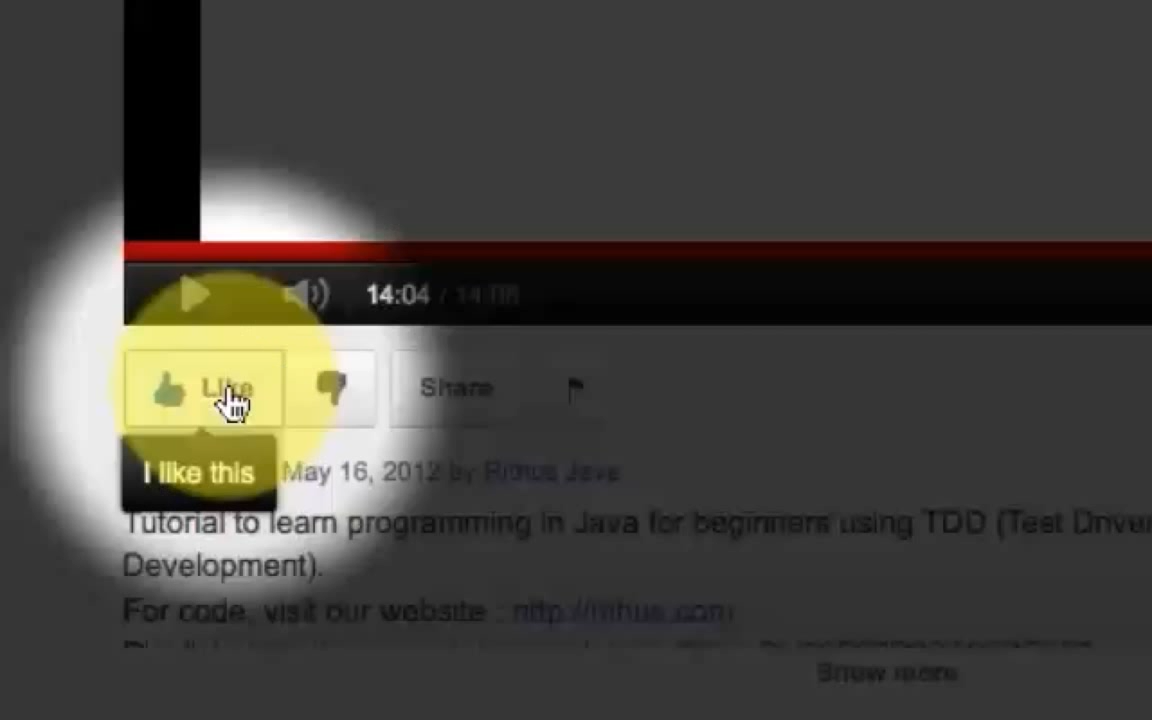 14:04 / 14:06
Like
Share
I like this
May 16, 2012 by Rithus Java
Tutorial to learn programming in Java for beginners using TDD (Test Driven
Development).
For code, visit our website : http://rithus.com
Show more